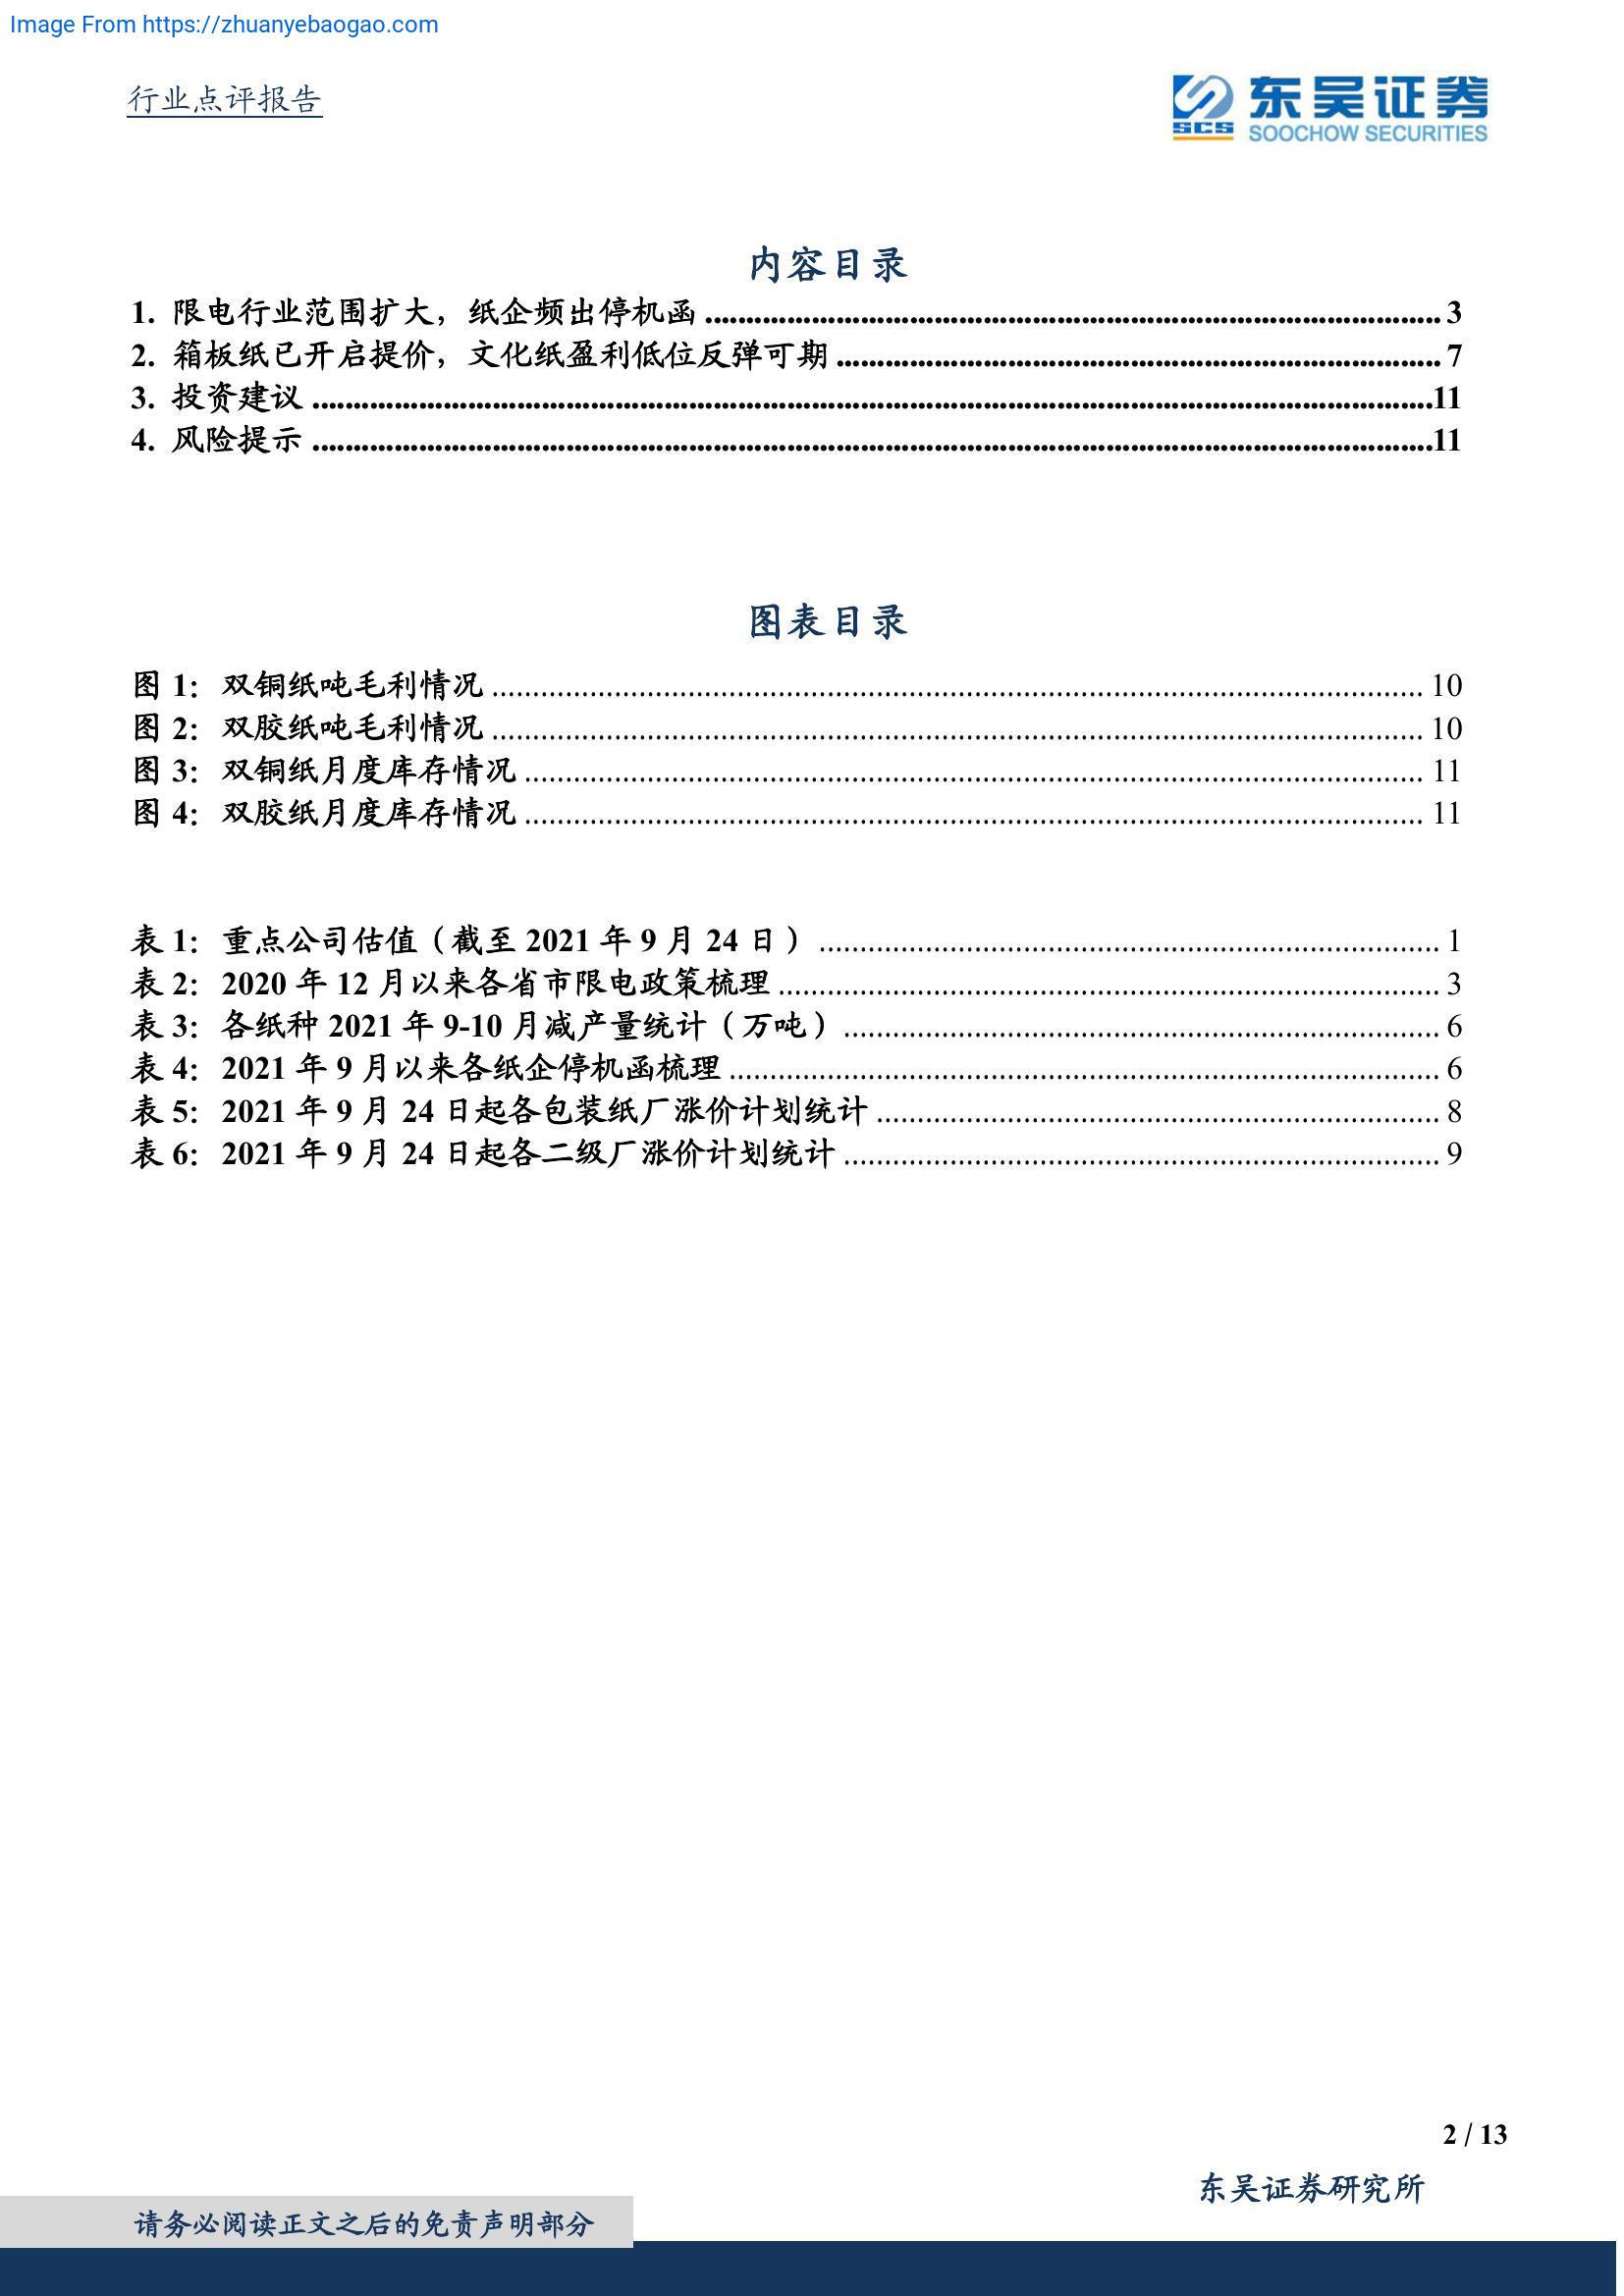 Image From https://zhuanyebaogao.com
行业点评报告
东吴证券
SCS
SOOCHOW SECURITIES
内容目录
1. 限电行业范围扩大，纸企频出停机函 ........................................ 3
2. 箱板纸已开启提价，文化纸盈利低位反弹可期 ........................................ 7
3. 投资建议 ........................................ 11
4. 风险提示 ........................................ 11
图表目录
图 1： 双铜纸吨毛利情况 ........................................ 10
图 2： 双胶纸吨毛利情况 ........................................ 10
图 3： 双铜纸月度库存情况 ........................................ 11
图 4： 双胶纸月度库存情况 ........................................ 11
表 1： 重点公司估值（截至 2021 年 9 月 24 日） ........................................ 1
表 2： 2020 年 12 月以来各省市限电政策梳理 ........................................ 3
表 3： 各纸种 2021 年 9-10 月减产量统计（万吨） ........................................ 6
表 4： 2021 年 9 月以来各纸企停机函梳理 ........................................ 6
表 5： 2021 年 9 月 24 日起各包装纸厂涨价计划统计 ........................................ 8
表 6： 2021 年 9 月 24 日起各二级厂涨价计划统计 ........................................ 9
2 / 13
东吴证券研究所
请务必阅读正文之后的免责声明部分